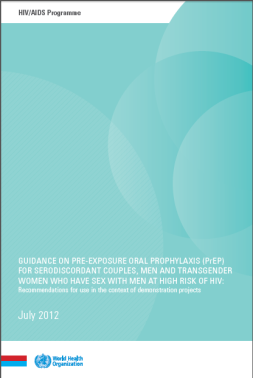 HIV/AIDS Programme
GUIDANCE ON PRE-EXPOSURE ORAL PROPHYLAXIS (PrEP)
FOR SERODISCORDANT COUPLES, MEN AND TRANSGENDER
WOMEN WHO HAVE SEX WITH MEN AT HIGH RISK OF HIV:
Recommendations for use in the context of demonstration projects
July 2012
World Health
Organization